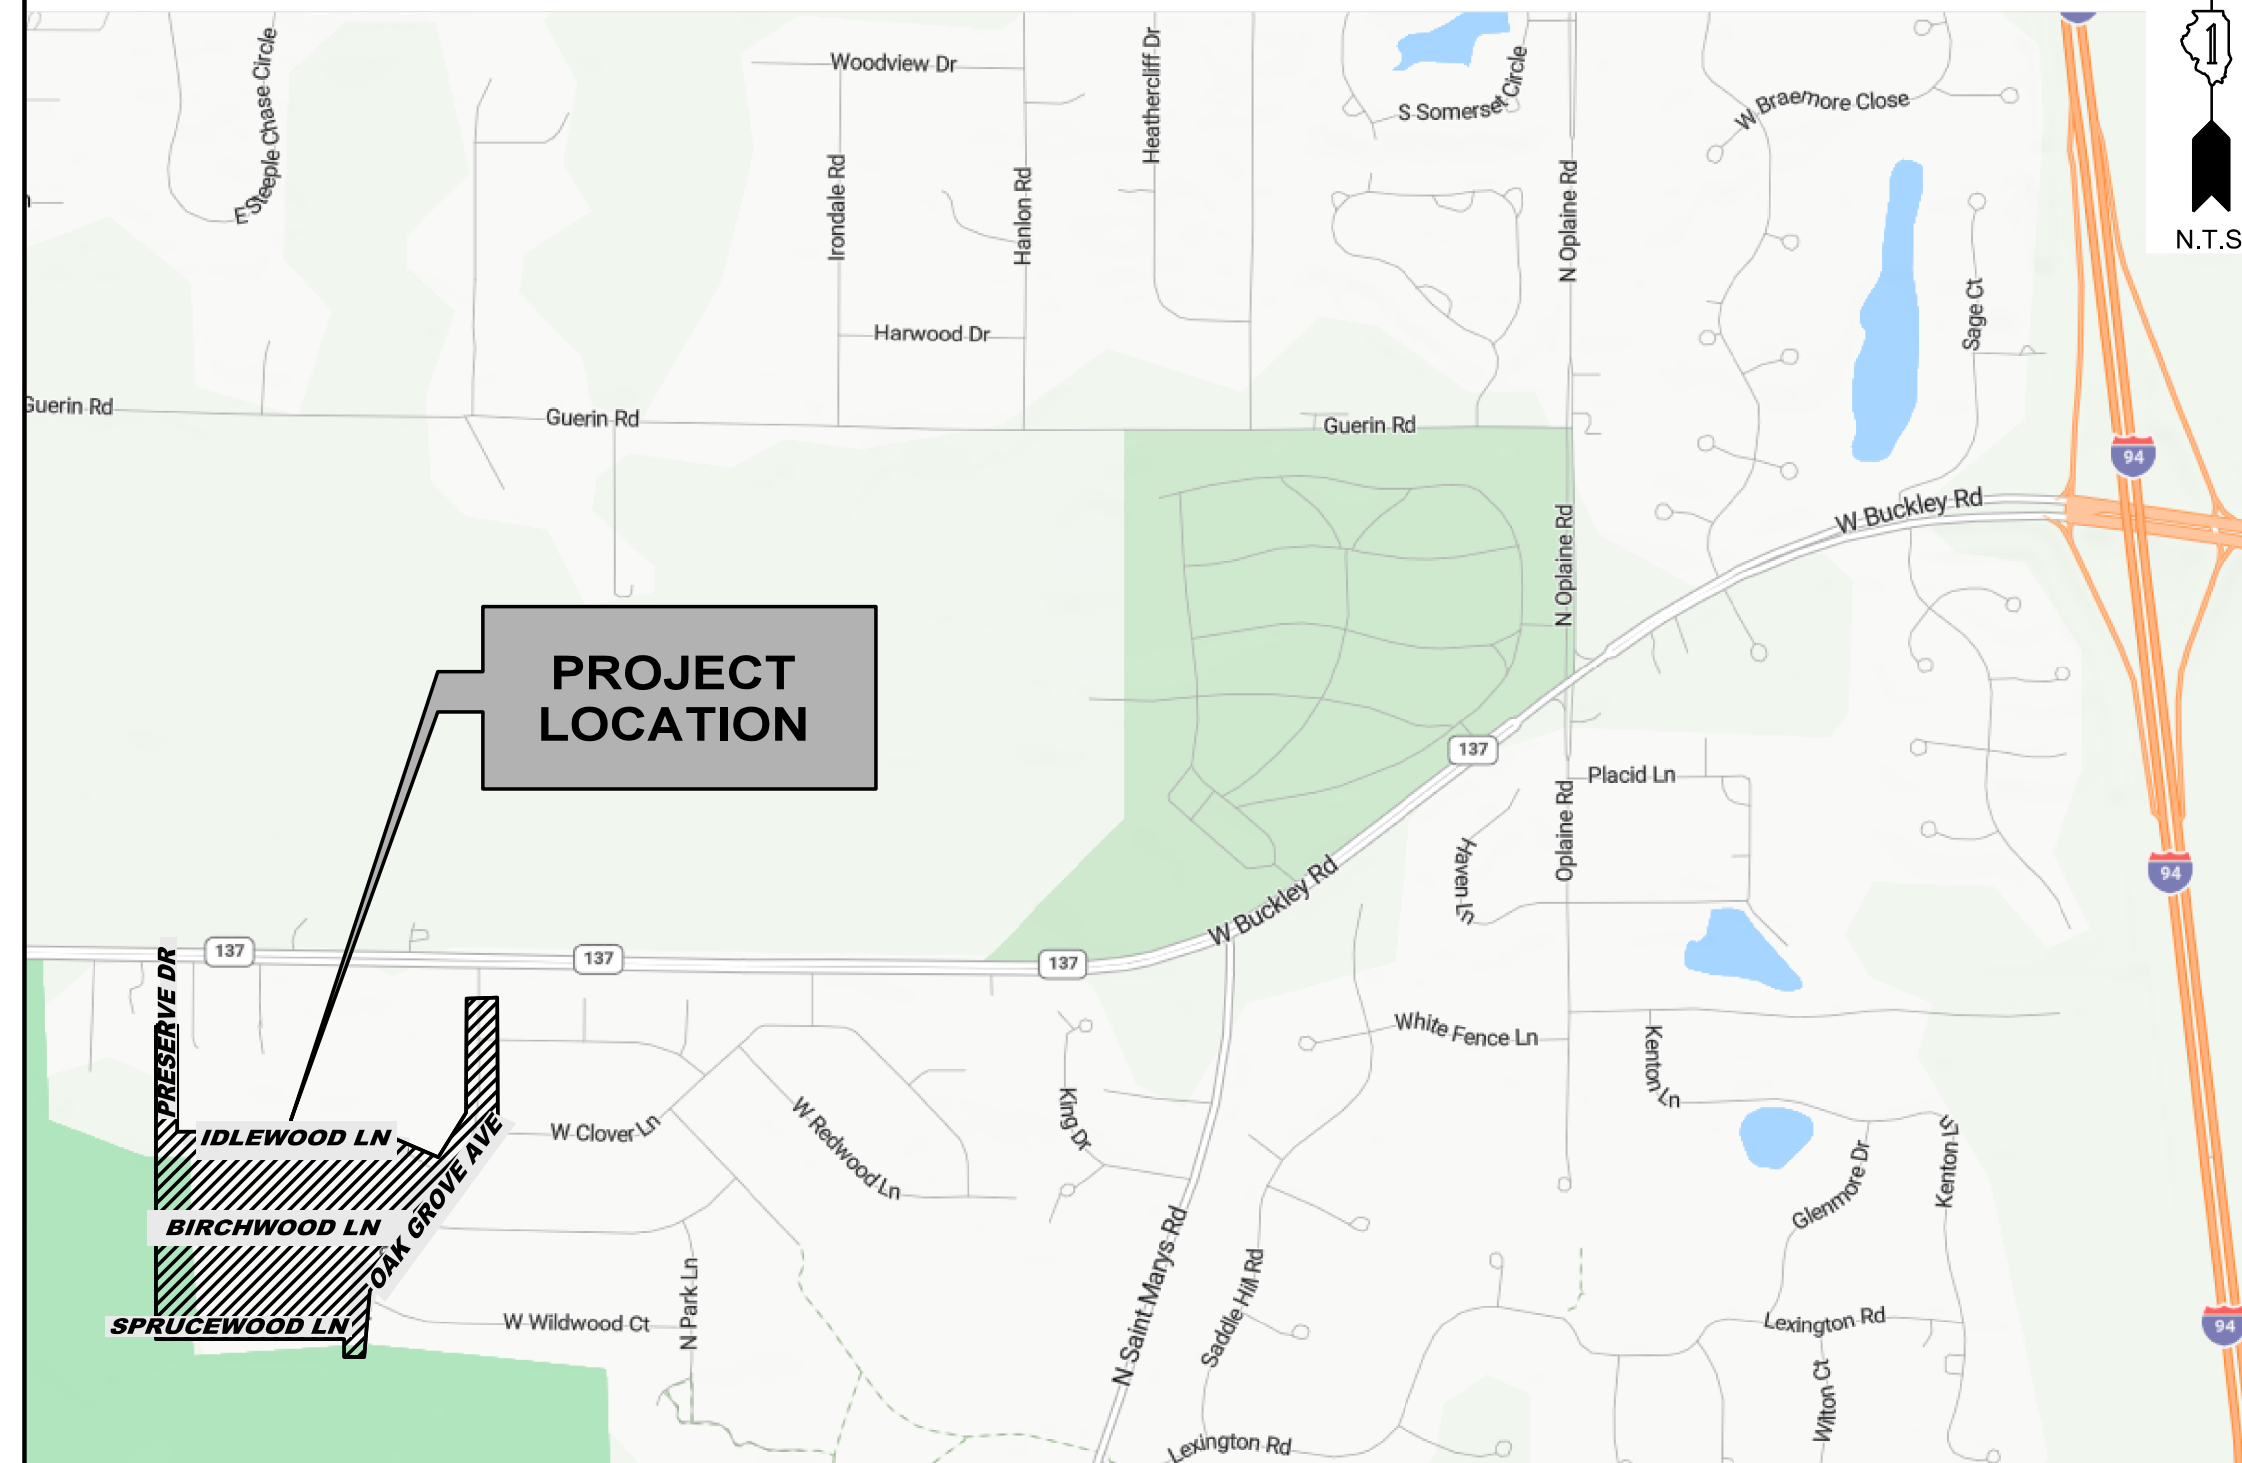 E Steeple Chase Circle
Woodview Dr
Heathercliff Dr
S Somerset Circle
W Braemore Close
1
N.T.S
Irondale Rd
Hanlon Rd
N Oplaine Rd
Sage Ct
Harwood Dr
Guerin Rd
Guerin Rd
Guerin Rd
94
W Buckley Rd
N Oplaine Rd
PROJECT
LOCATION
137
Placid Ln
Oplaine Rd
Haven Ln
94
W Buckley Rd
137
137
137
PRESERVE DR
White Fence Ln
Kenton Ln
IDLEWOOD LN
W Clover Ln
W Redwood Ln
King Dr
Kenton Ln
Glenmore Dr
BIRCHWOOD LN
OAK GROVE AVE
SPRUCEWOOD LN
W Wildwood Ct
N Park Ln
N Saint Marys Rd
Saddle Hill Rd
Lexington Rd
94
Wilton Ct
Lexington Rd